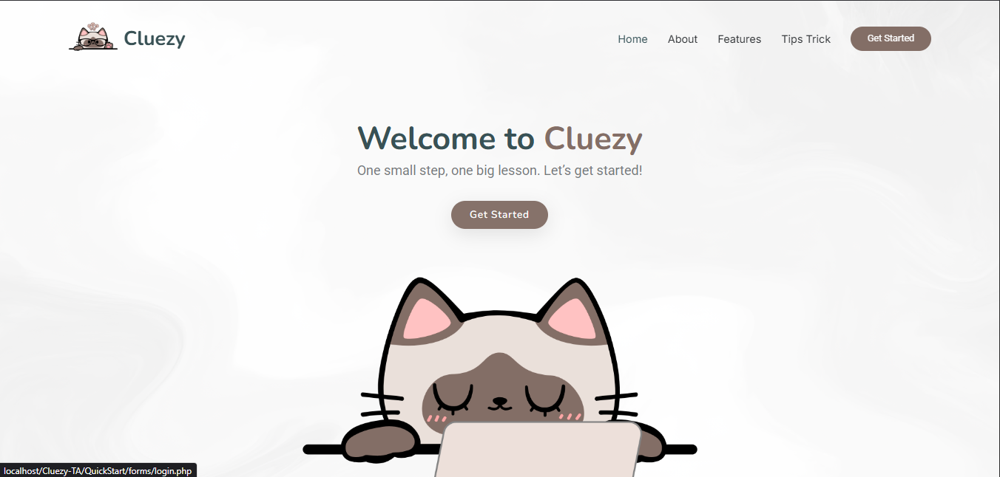 Cluezy
Home About Features Tips Trick Get Started
Welcome to Cluezy
One small step, one big lesson. Let’s get started!
Get Started
localhost/Cluezy-TA/QuickStart/forms/login.php